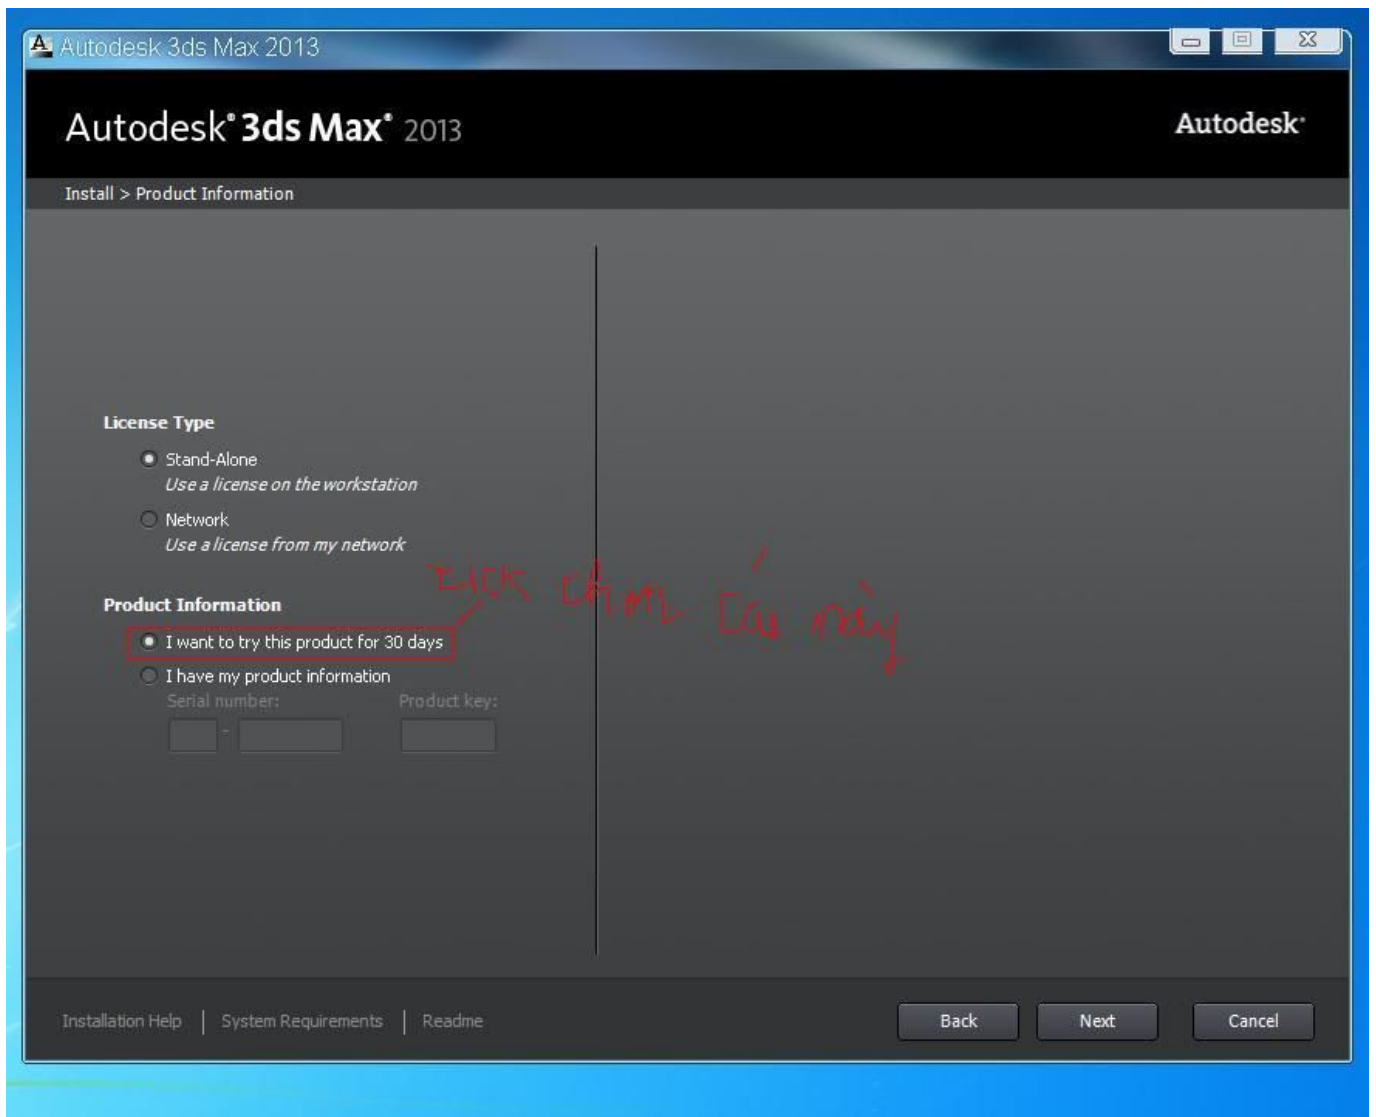 Autodesk 3ds Max 2013
Autodesk® 3ds Max® 2013
Autodesk®
Install > Product Information
License Type
Stand-Alone
Use a license on the workstation
Network
Use a license from my network
tick chọn cái này
Product Information
I want to try this product for 30 days
I have my product information
Serial number: Product key:
-
Installation Help | System Requirements | Readme
Back Next Cancel